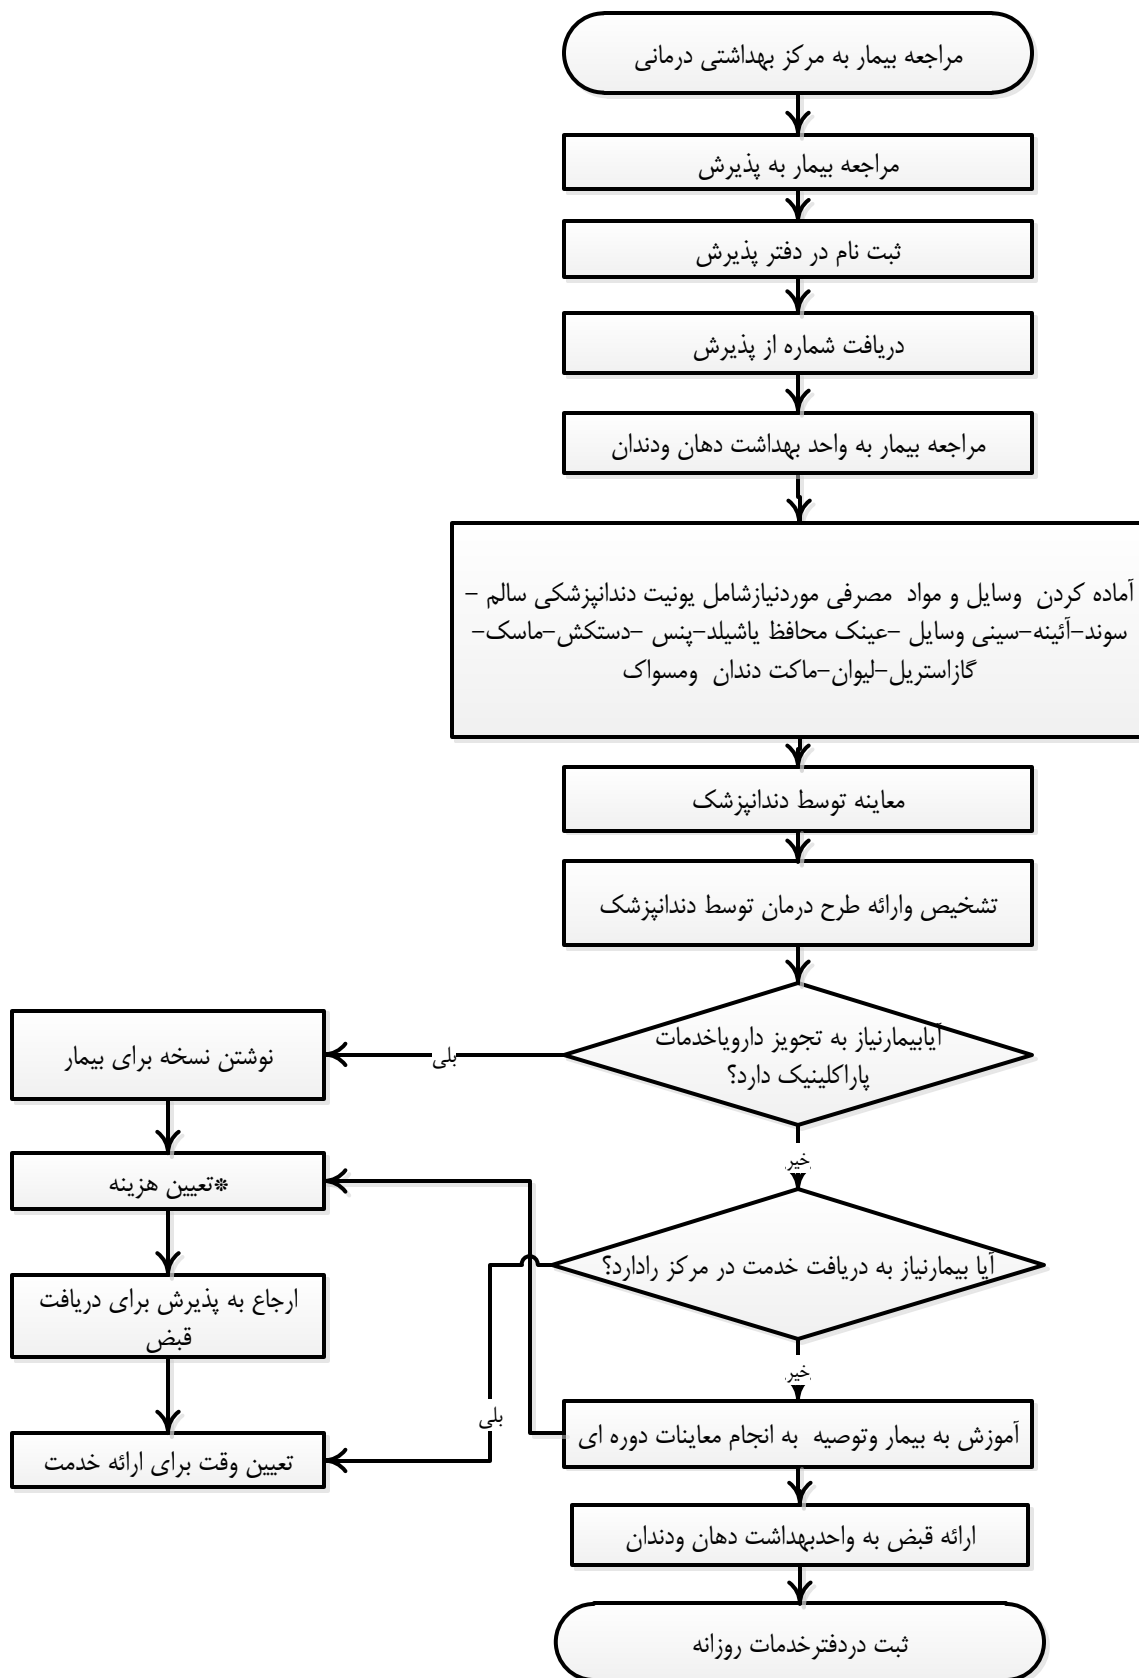 مراجعه بیمار به مرکز بهداشتی درمانی
مراجعه بیمار به پذیرش
ثبت نام در دفتر پذیرش
دریافت شماره از پذیرش
مراجعه بیمار به واحد بهداشت دهان ودندان
آماده کردن وسایل و مواد مصرفی موردنیازشامل یونیت دندانپزشکی سالم –
سوند–آئینه–سینی وسایل –عینک محافظ یاشیلد–پنس –دستکش–ماسک–
گازاستریل–لیوان–ماکت دندان ومسواک
معاینه توسط دندانپزشک
تشخیص وارائه طرح درمان توسط دندانپزشک
آیابیمارنیاز به تجویز دارویاخدمات
پاراکلینیک دارد؟
بلی
نوشتن نسخه برای بیمار
خیر
*تعیین هزینه
آیا بیمارنیاز به دریافت خدمت در مرکز رادارد؟
ارجاع به پذیرش برای دریافت
قبض
خیر
بلی
آموزش به بیمار وتوصیه به انجام معاینات دوره ای
تعیین وقت برای ارائه خدمت
ارائه قبض به واحدبهداشت دهان ودندان
ثبت دردفترخدمات روزانه